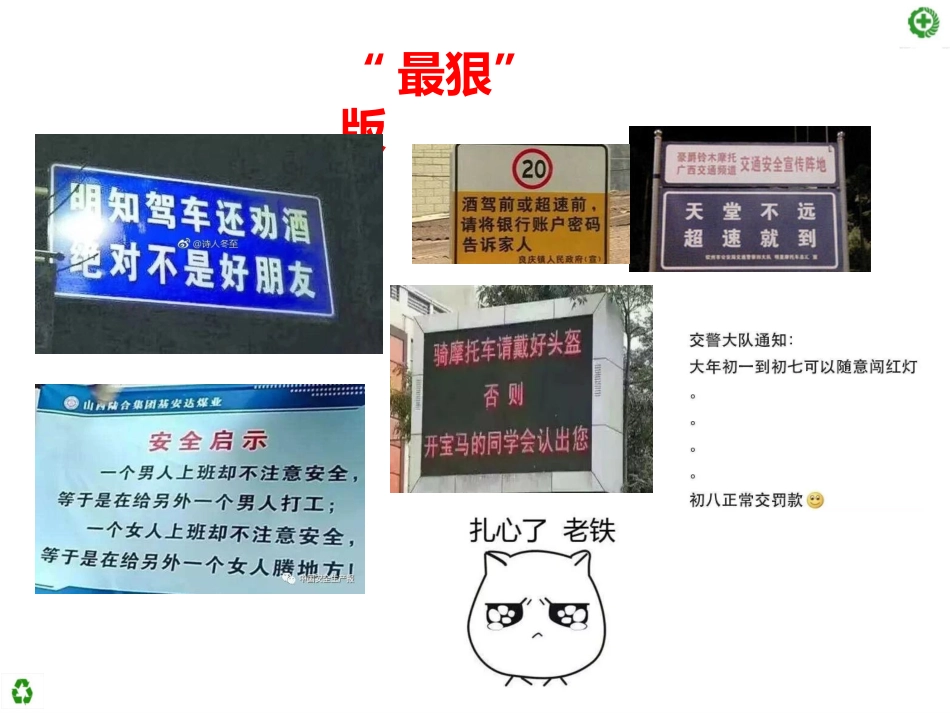 “ 最狠”
版
明知驾车还劝酒
@诗人冬至
绝对不是好朋友
20
酒驾前或超速前，
请将银行账户密码
告诉家人
良庆镇人民政府(宣)
豪爵铃木摩托
广西交通频道
交通安全宣传阵地
天堂不远
超速就到
骑摩托车请戴好头盔
否则
开宝马的同学会认出您
交警大队通知：
大年初一到初七可以随意闯红灯
。
。
。
。
初八正常交罚款
山西陆合集团基安达煤业
安全启示
一个男人上班却不注意安全，
等于是在给另外一个男人打工；
一个女人上班却不注意安全，
等于是在给另外一个女人腾地方！
中国安全生产报
扎心了 老铁